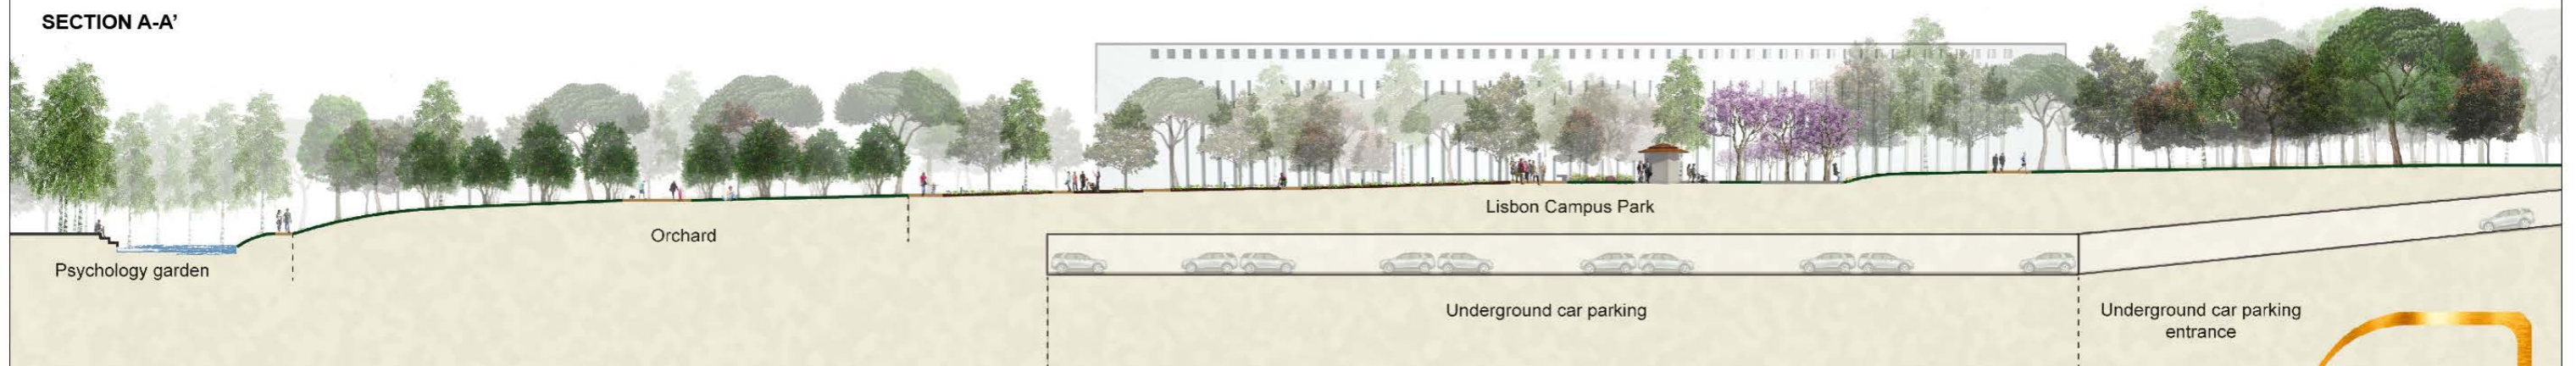 SECTION A-A'
Lisbon Campus Park
Orchard
Psychology garden
Underground car parking
Underground car parking
entrance